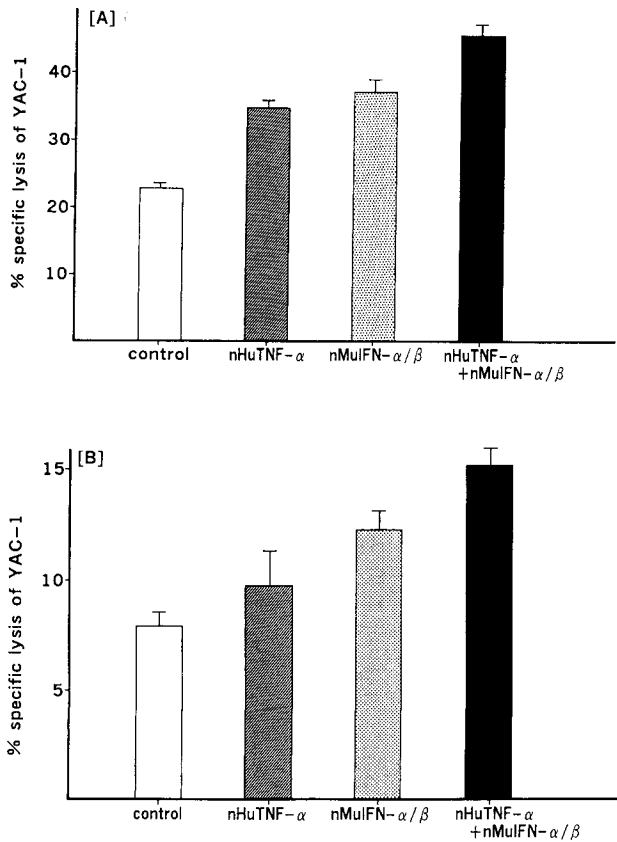 [A]
% specific lysis of YAC-1
40
30
20
10
control
nHuTNF-α
nMuIFN-α/β
nHuTNF-α
+nMuIFN-α/β
[B]
% specific lysis of YAC-1
15
10
5
control
nHuTNF-α
nMuIFN-α/β
nHuTNF-α
+nMuIFN-α/β